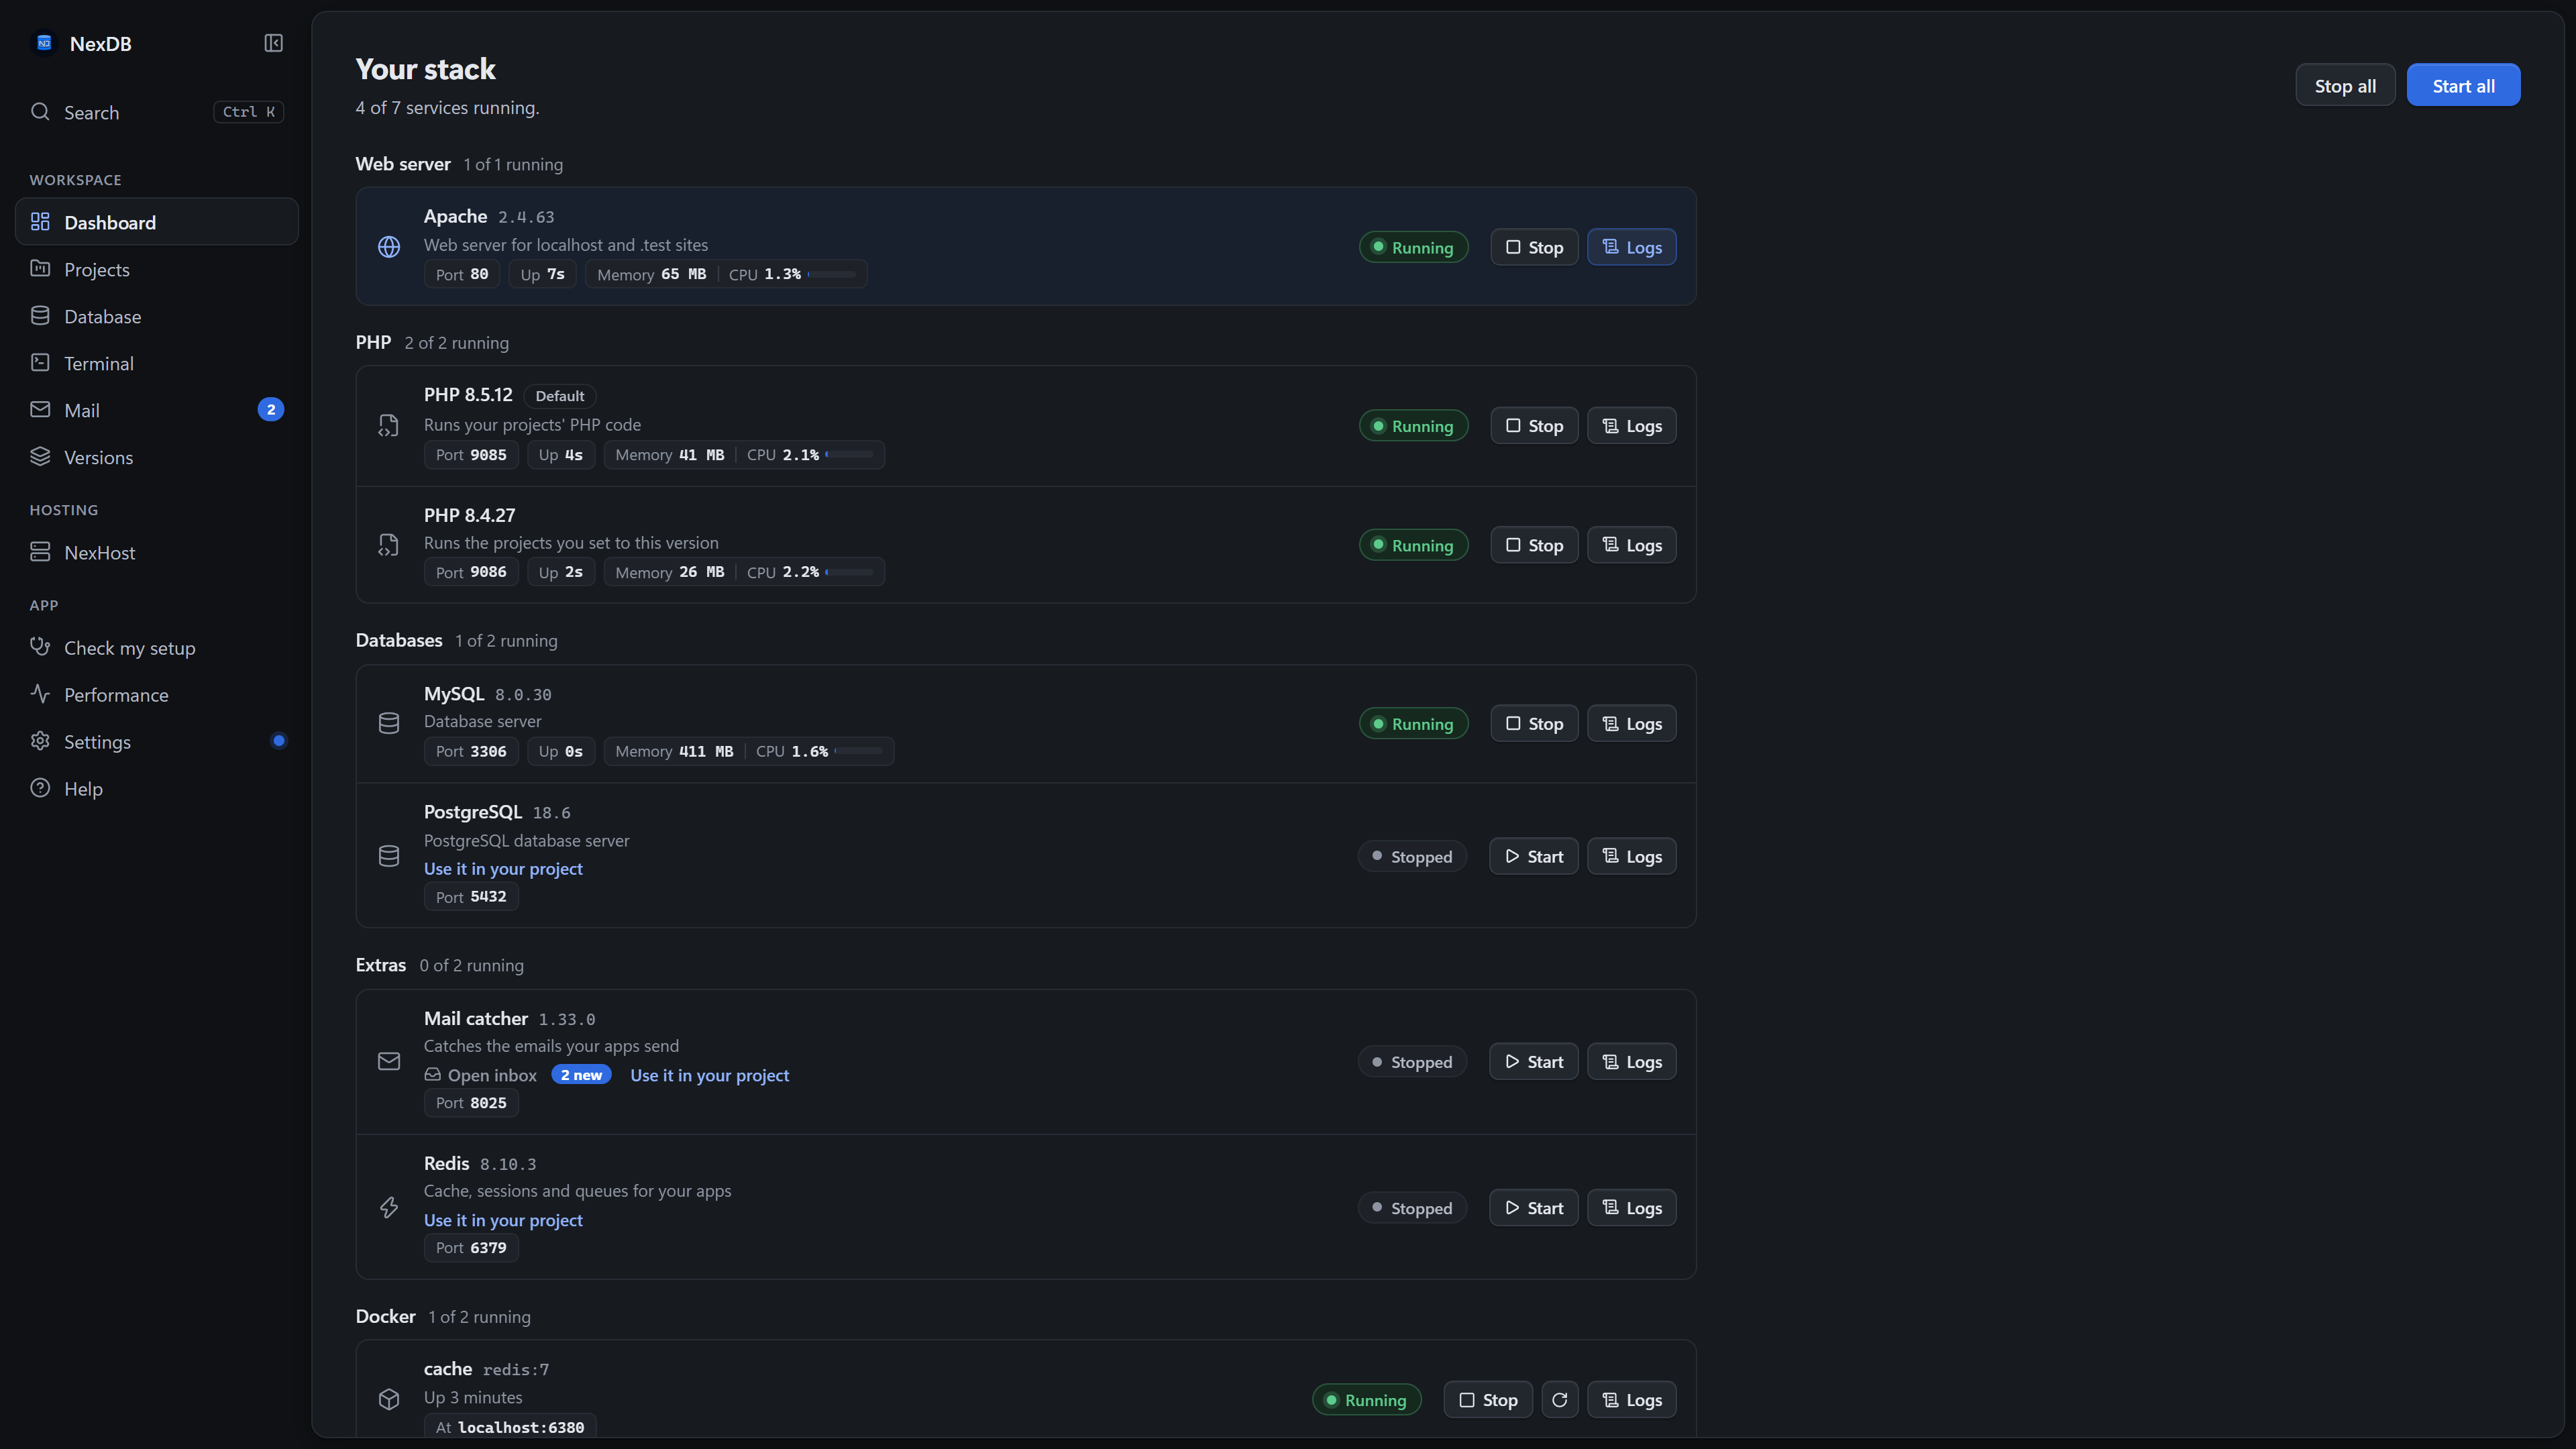 NexDB
Search Ctrl K
WORKSPACE
Dashboard
Projects
Database
Terminal
Mail 2
Versions
HOSTING
NexHost
APP
Check my setup
Performance
Settings
Help
Your stack
4 of 7 services running.
Stop all Start all
Web server 1 of 1 running
Apache 2.4.63
Web server for localhost and .test sites
Port 80 Up 7s Memory 65 MB CPU 1.3%
Running Stop Logs
PHP 2 of 2 running
PHP 8.5.12 Default
Runs your projects' PHP code
Port 9085 Up 4s Memory 41 MB CPU 2.1%
Running Stop Logs
PHP 8.4.27
Runs the projects you set to this version
Port 9086 Up 2s Memory 26 MB CPU 2.2%
Running Stop Logs
Databases 1 of 2 running
MySQL 8.0.30
Database server
Port 3306 Up 0s Memory 411 MB CPU 1.6%
Running Stop Logs
PostgreSQL 18.6
PostgreSQL database server
Use it in your project
Port 5432
Stopped Start Logs
Extras 0 of 2 running
Mail catcher 1.33.0
Catches the emails your apps send
Open inbox 2 new Use it in your project
Port 8025
Stopped Start Logs
Redis 8.10.3
Cache, sessions and queues for your apps
Use it in your project
Port 6379
Stopped Start Logs
Docker 1 of 2 running
cache redis:7
Up 3 minutes
At localhost:6380
Running Stop Logs